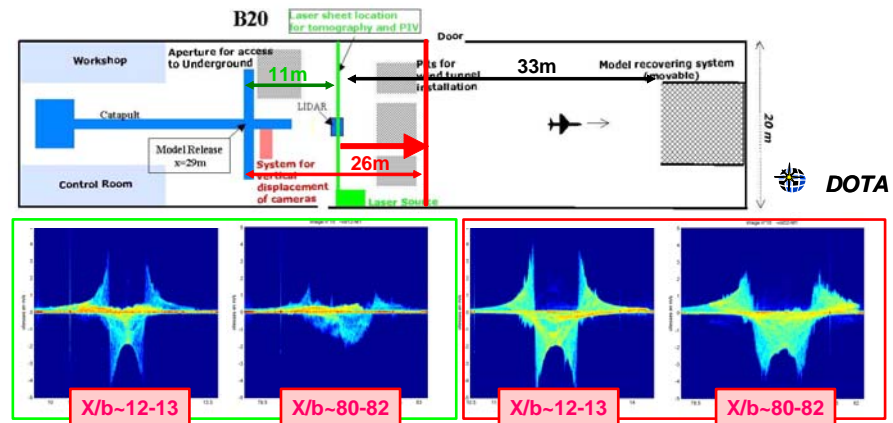 B20
Laser sheet location
for tomography and PIV
Door
Workshop
Aperture for access
to Underground
11m
Pits for
wind tunnel
installation
33m
Model recovering system
(movable)
LIDAR
Catapult
Model Release
x=29m
26m
20 m
System for
vertical
displacement
of cameras
Control Room
Laser Source
DOTA
X/b~12-13
X/b~80-82
X/b~12-13
X/b~80-82